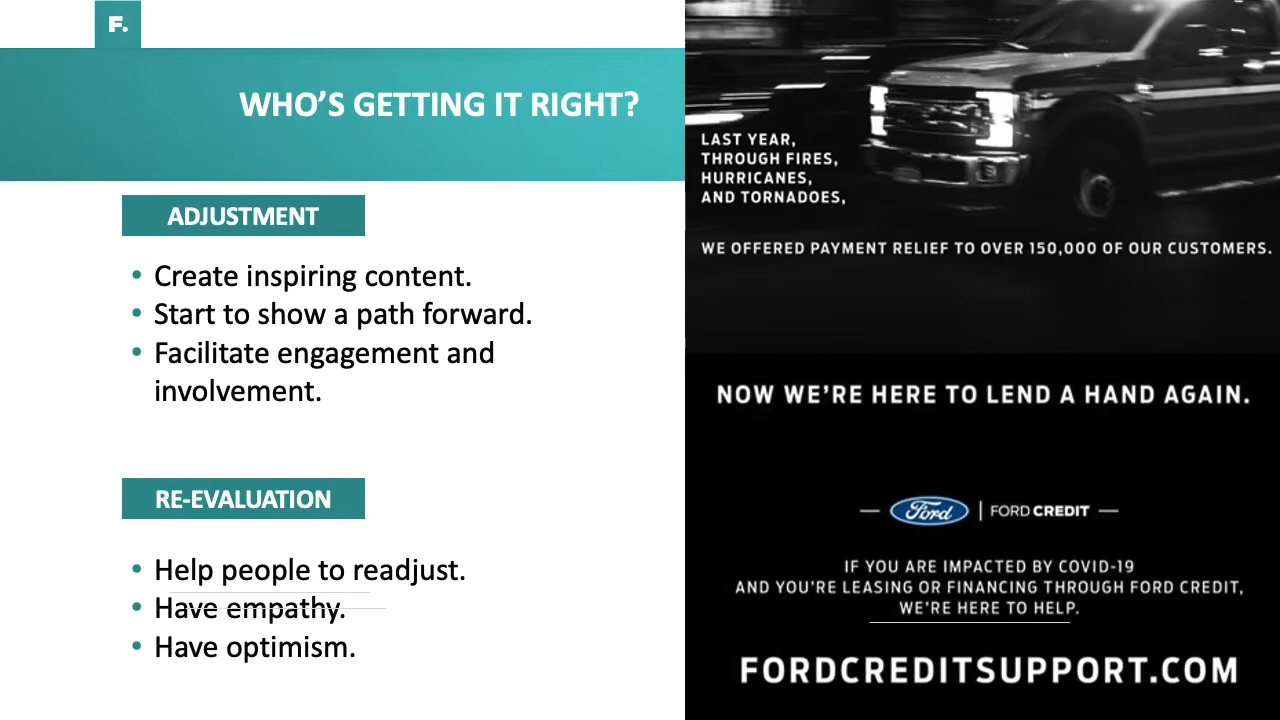 F.
WHO'S GETTING IT RIGHT?
ADJUSTMENT
• Create inspiring content.
• Start to show a path forward.
• Facilitate engagement and
involvement.
RE-EVALUATION
• Help people to readjust.
• Have empathy.
• Have optimism.
LAST YEAR,
THROUGH FIRES,
HURRICANES,
AND TORNADOES,
WE OFFERED PAYMENT RELIEF TO OVER 150,000 OF OUR CUSTOMERS.
NOW WE'RE HERE TO LEND A HAND AGAIN.
Ford | FORD CREDIT
IF YOU ARE IMPACTED BY COVID-19
AND YOU'RE LEASING OR FINANCING THROUGH FORD CREDIT,
WE'RE HERE TO HELP.
FORDCREDITSUPPORT.COM